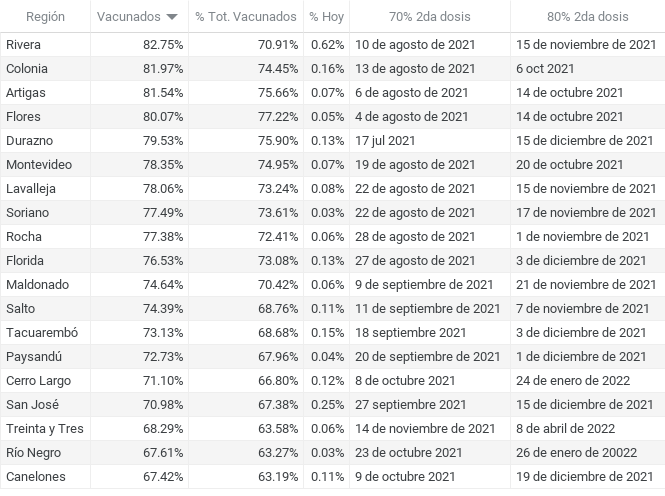 Región Vacunados % Tot. Vacunados % Hoy 70% 2da dosis 80% 2da dosis
Rivera 82.75% 70.91% 0.62% 10 de agosto de 2021 15 de noviembre de 2021
Colonia 81.97% 74.45% 0.16% 13 de agosto de 2021 6 oct 2021
Artigas 81.54% 75.66% 0.07% 6 de agosto de 2021 14 de octubre 2021
Flores 80.07% 77.22% 0.05% 4 de agosto de 2021 14 de octubre 2021
Durazno 79.53% 75.90% 0.13% 17 jul 2021 15 de diciembre de 2021
Montevideo 78.35% 74.95% 0.07% 19 de agosto de 2021 20 de octubre 2021
Lavalleja 78.06% 73.24% 0.08% 22 de agosto de 2021 15 de noviembre de 2021
Soriano 77.49% 73.61% 0.03% 22 de agosto de 2021 17 de noviembre 2021
Rocha 77.38% 72.41% 0.06% 28 de agosto de 2021 1 de noviembre de 2021
Florida 76.53% 73.08% 0.13% 27 de agosto de 2021 3 de diciembre de 2021
Maldonado 74.64% 70.42% 0.06% 9 de septiembre de 2021 21 de noviembre de 2021
Salto 74.39% 68.76% 0.11% 11 de septiembre de 2021 7 de noviembre de 2021
Tacuarembó 73.13% 68.68% 0.15% 18 septiembre 2021 3 de diciembre de 2021
Paysandú 72.73% 67.96% 0.04% 20 de septiembre de 2021 1 de diciembre de 2021
Cerro Largo 71.10% 66.80% 0.12% 8 de octubre 2021 24 de enero de 2022
San José 70.98% 67.38% 0.25% 27 septiembre 2021 15 de diciembre de 2021
Treinta y Tres 68.29% 63.58% 0.06% 14 de noviembre de 2021 8 de abril de 2022
Río Negro 67.61% 63.27% 0.03% 23 de octubre 2021 26 de enero de 20022
Canelones 67.42% 63.19% 0.11% 9 de octubre 2021 19 de diciembre de 2021